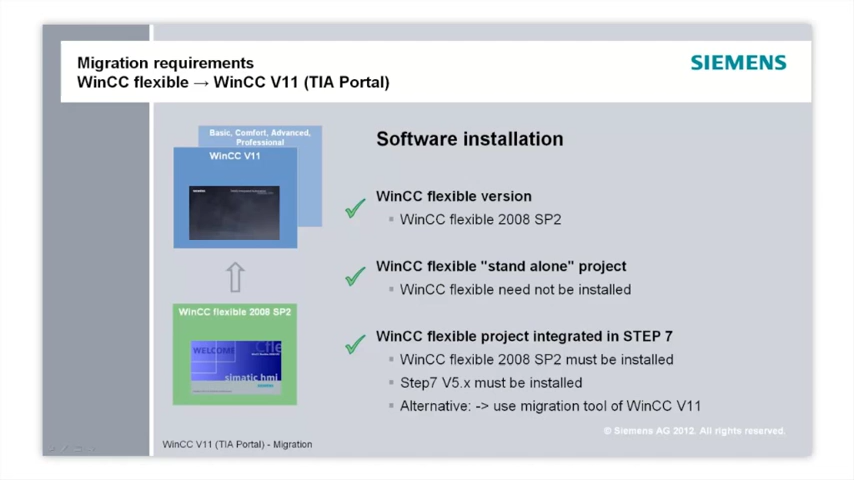 Migration requirements
WinCC flexible → WinCC V11 (TIA Portal)
SIEMENS
Basic, Comfort, Advanced,
Professional
WinCC V11
WinCC flexible 2008 SP2
WELCOME
simatic hmi
Software installation
WinCC flexible version
WinCC flexible 2008 SP2
WinCC flexible "stand alone" project
WinCC flexible need not be installed
WinCC flexible project integrated in STEP 7
WinCC flexible 2008 SP2 must be installed
Step7 V5.x must be installed
Alternative: -> use migration tool of WinCC V11
© Siemens AG 2012. All rights reserved.
WinCC V11 (TIA Portal) - Migration